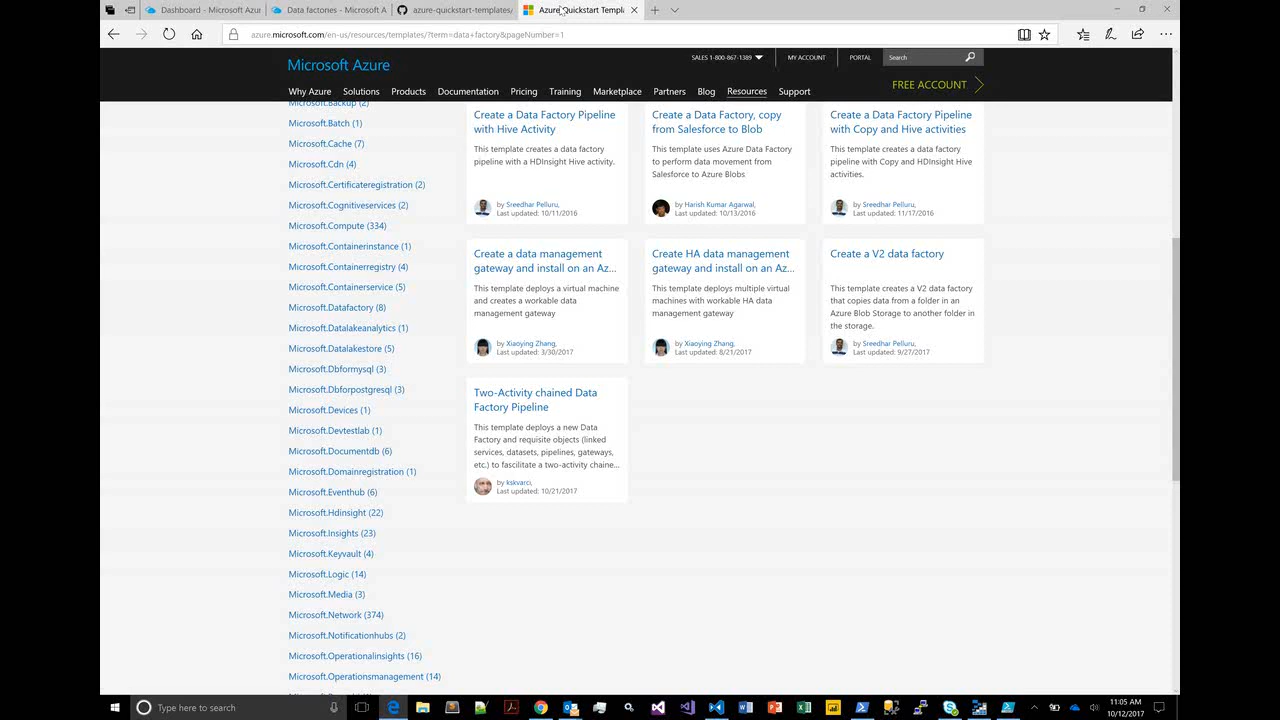 Dashboard - Microsoft Azur
Data factories - Microsoft A
azure-quickstart-templates/
Azure Quickstart Templa
azure.microsoft.com/en-us/resources/templates/?term=data+factory&pageNumber=1
Microsoft Azure
SALES 1-800-867-1389
MY ACCOUNT
PORTAL
Search
Why Azure
Solutions
Products
Documentation
Pricing
Training
Marketplace
Partners
Blog
Resources
Support
FREE ACCOUNT
Microsoft.Backup (2)
Microsoft.Batch (1)
Microsoft.Cache (7)
Microsoft.Cdn (4)
Microsoft.Certificateregistration (2)
Microsoft.Cognitiveservices (2)
Microsoft.Compute (334)
Microsoft.Containerinstance (1)
Microsoft.Containerregistry (4)
Microsoft.Containerservice (5)
Microsoft.Datafactory (8)
Microsoft.Datalakeanalytics (1)
Microsoft.Datalakestore (5)
Microsoft.Dbformysql (3)
Microsoft.Dbforpostgresql (3)
Microsoft.Devices (1)
Microsoft.Devtestlab (1)
Microsoft.Documentdb (6)
Microsoft.Domainregistration (1)
Microsoft.Eventhub (6)
Microsoft.Hdinsight (22)
Microsoft.Insights (23)
Microsoft.Keyvault (4)
Microsoft.Logic (14)
Microsoft.Media (3)
Microsoft.Network (374)
Microsoft.Notificationhubs (2)
Microsoft.Operationalinsights (16)
Microsoft.Operationsmanagement (14)
Create a Data Factory Pipeline
with Hive Activity
This template creates a data factory
pipeline with a HDInsight Hive activity.
by Sreedhar Pelluru,
Last updated: 10/11/2016
Create a Data Factory, copy
from Salesforce to Blob
This template uses Azure Data Factory
to perform data movement from
Salesforce to Azure Blobs
by Harish Kumar Agarwal,
Last updated: 10/13/2016
Create a Data Factory Pipeline
with Copy and Hive activities
This template creates a data factory
pipeline with Copy and HDInsight Hive
activities.
by Sreedhar Pelluru,
Last updated: 11/17/2016
Create a data management
gateway and install on an Az...
This template deploys a virtual machine
and creates a workable data
management gateway
by Xiaoying Zhang,
Last updated: 3/30/2017
Create HA data management
gateway and install on an Az...
This template deploys multiple virtual
machines with workable HA data
management gateway
by Xiaoying Zhang,
Last updated: 8/21/2017
Create a V2 data factory
This template creates a V2 data factory
that copies data from a folder in an
Azure Blob Storage to another folder in
the storage.
by Sreedhar Pelluru,
Last updated: 9/27/2017
Two-Activity chained Data
Factory Pipeline
This template deploys a new Data
Factory and requisite objects (linked
services, datasets, pipelines, gateways,
etc.) to fascilitate a two-activity chaine...
by kskvarci,
Last updated: 10/21/2017
Type here to search
11:05 AM
10/12/2017